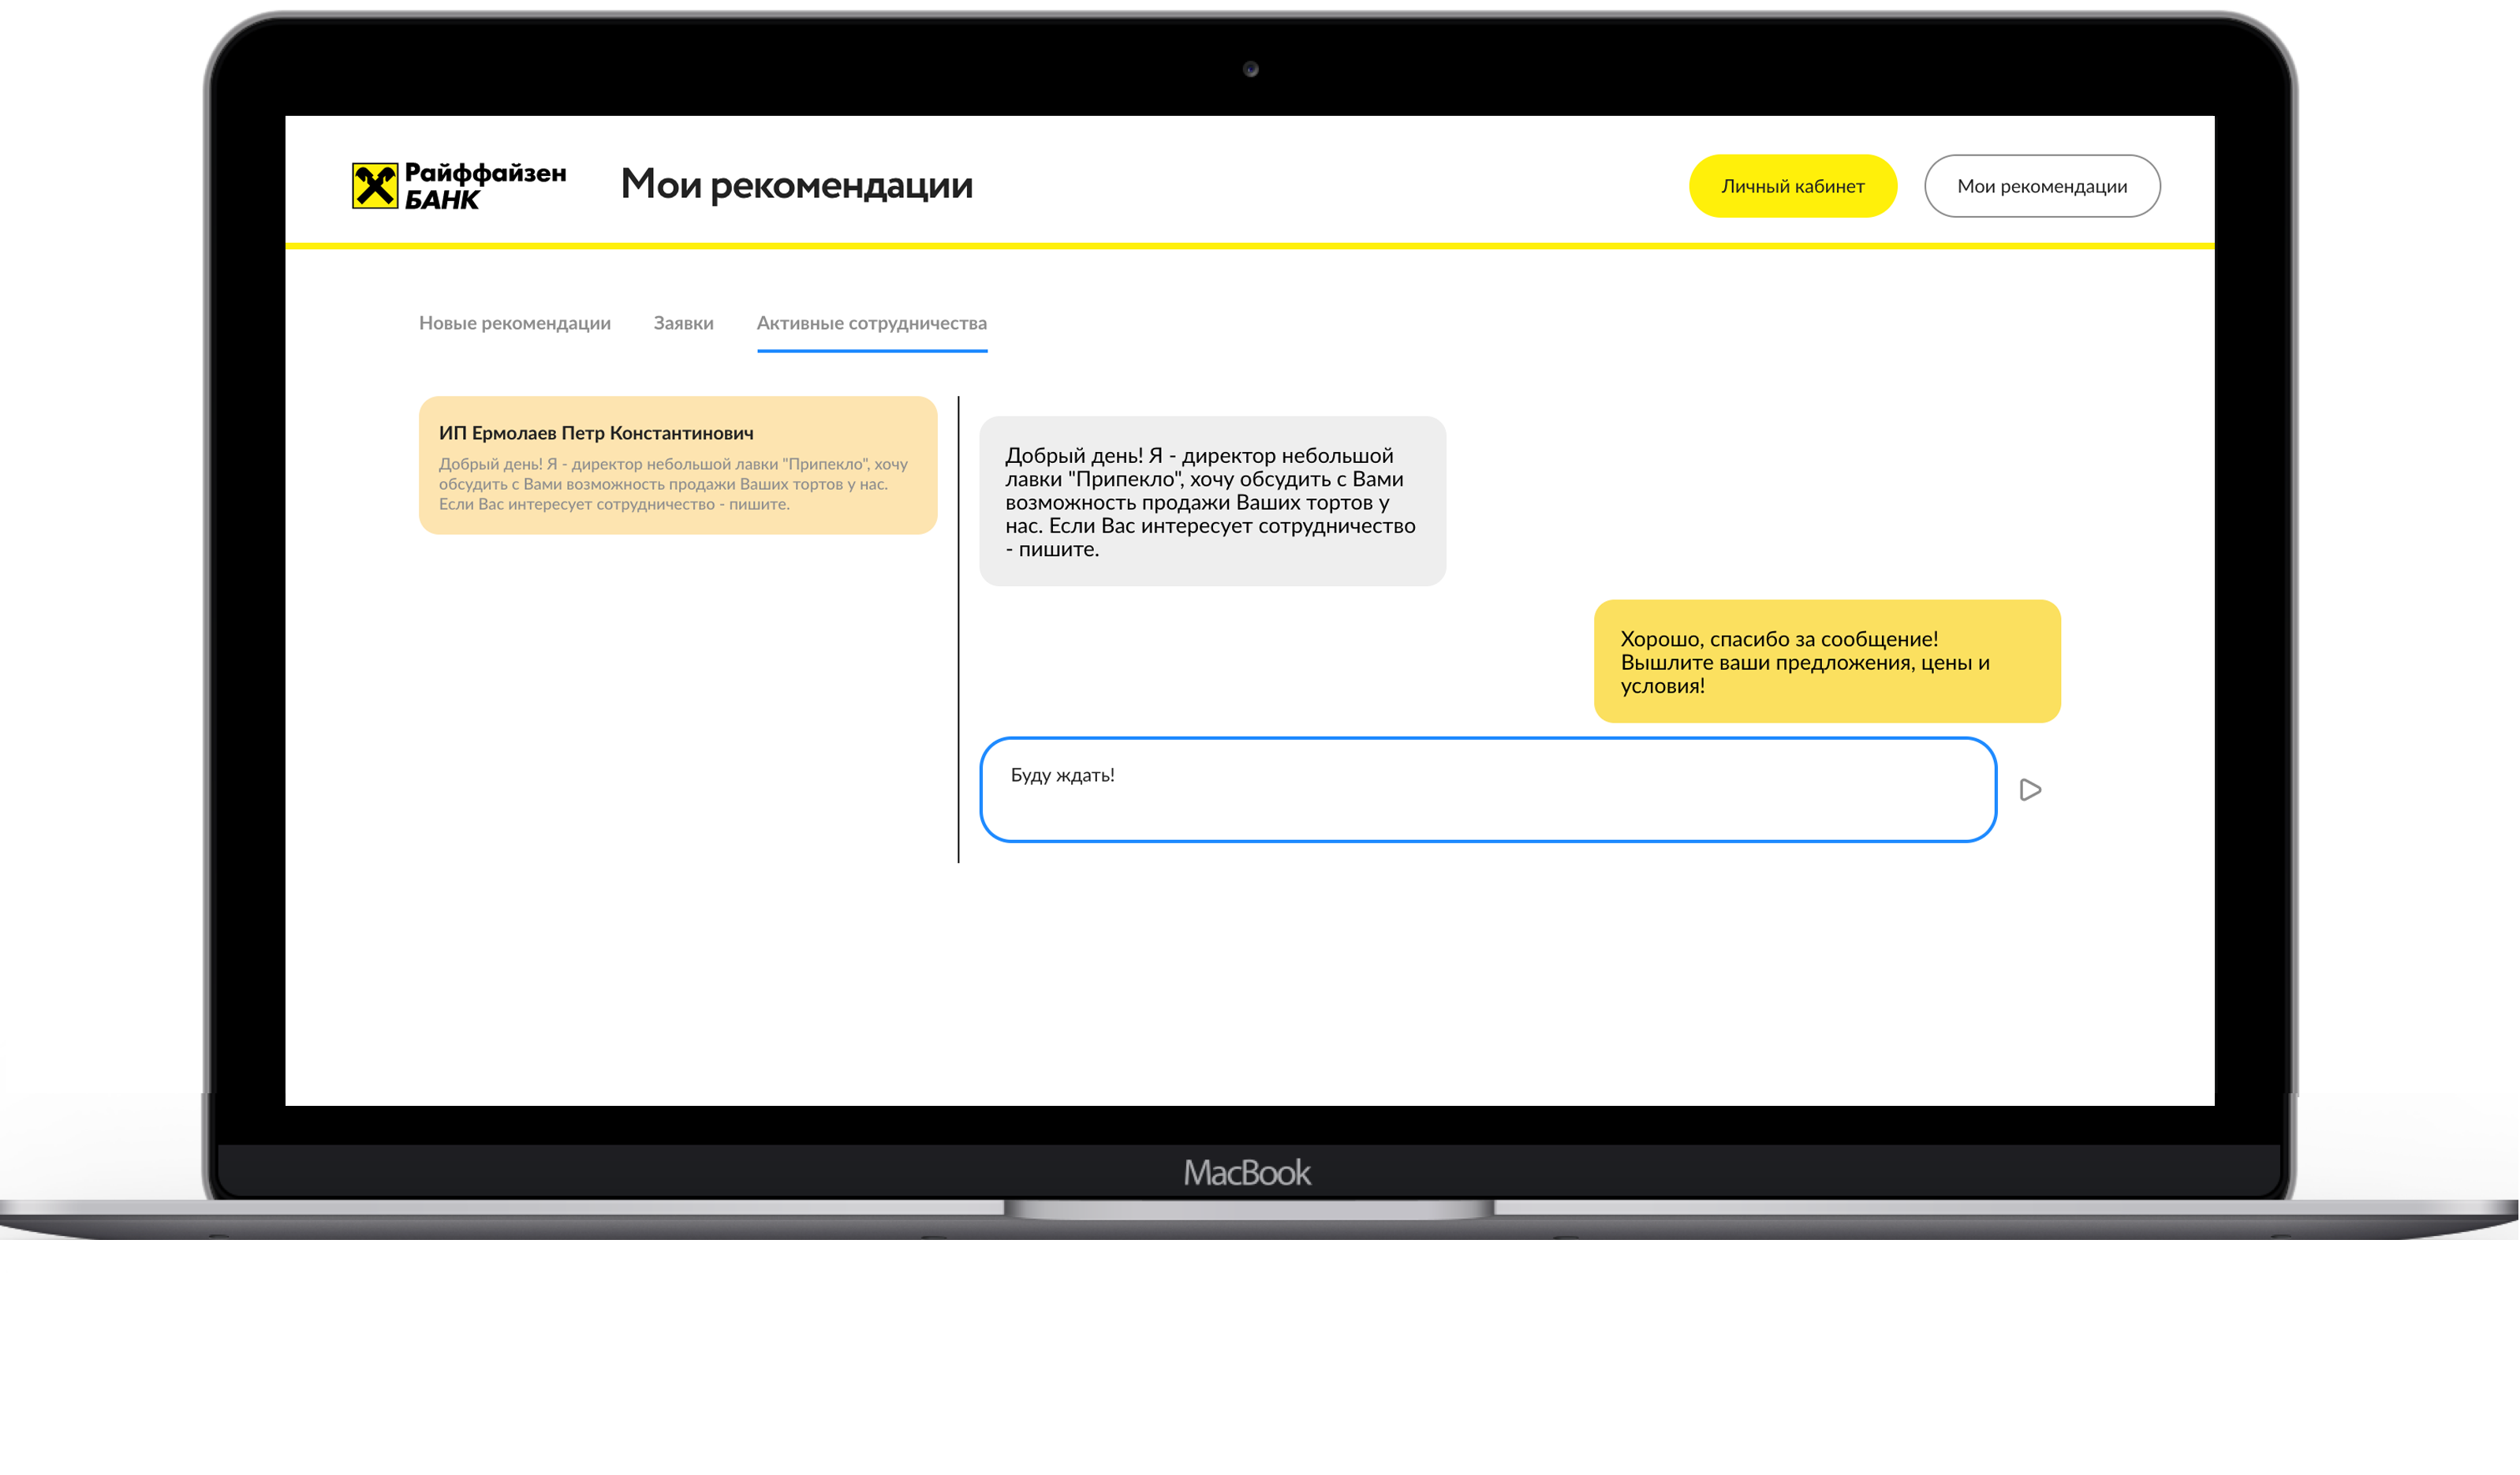 Райффайзен
БАНК
Мои рекомендации
Личный кабинет
Мои рекомендации
Новые рекомендации
Заявки
Активные сотрудничества
ИП Ермолаев Петр Константинович
Добрый день! Я - директор небольшой лавки "Припекло", хочу
обсудить с Вами возможность продажи Ваших тортов у нас.
Если Вас интересует сотрудничество - пишите.
Добрый день! Я - директор небольшой
лавки "Припекло", хочу обсудить с Вами
возможность продажи Ваших тортов у
нас. Если Вас интересует сотрудничество
- пишите.
Хорошо, спасибо за сообщение!
Вышлите ваши предложения, цены и
условия!
Буду ждать!
MacBook